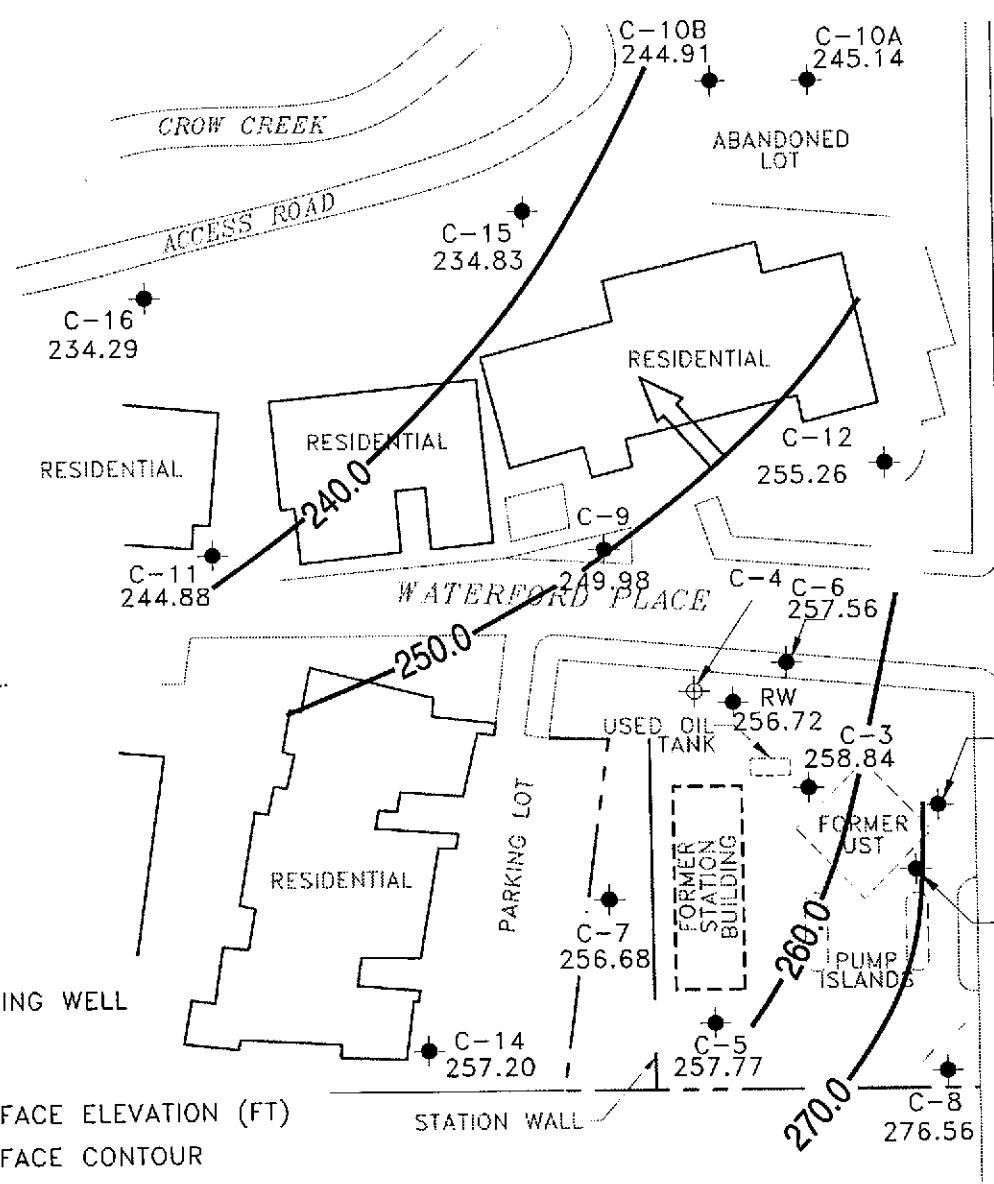 C-10B
244.91
C-10A
245.14
CROW CREEK
ABANDONED
LOT
ACCESS ROAD
C-15
234.83
C-16
234.29
RESIDENTIAL
RESIDENTIAL
RESIDENTIAL
C-12
255.26
240.0
C-9
249.98
C-11
244.88
WATERFORD PLACE
C-4
C-6
257.56
250.0
RW
256.72
USED OIL
TANK
C-3
258.84
FORMER
UST
PARKING LOT
FORMER
STATION
BUILDING
RESIDENTIAL
C-7
256.68
260.0
PUMP
ISLANDS
ING WELL
C-14
257.20
C-5
257.77
270.0
C-8
276.56
STATION WALL
FACE ELEVATION (FT)
FACE CONTOUR